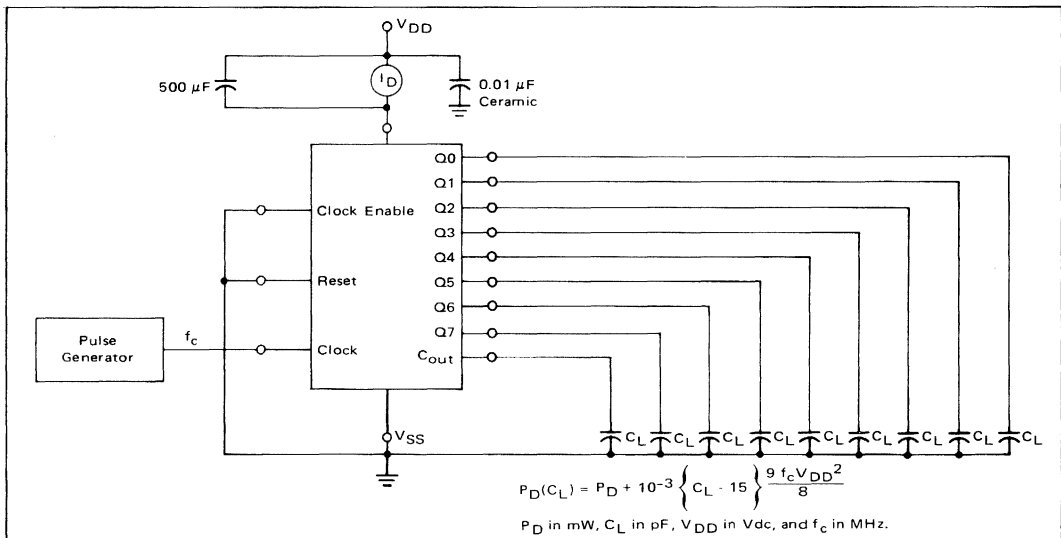 V_DD
500 µF
I_D
0.01 µF
Ceramic
Q0
Q1
Clock Enable
Q2
Q3
Q4
Reset
Q5
Q6
Q7
Pulse
Generator
f_c
Clock
C_out
V_SS
C_L C_L C_L C_L C_L C_L C_L C_L C_L
P_D(C_L) = P_D + 10^-3 { C_L - 15 } 9 f_c V_DD^2 / 8
P_D in mW, C_L in pF, V_DD in Vdc, and f_c in MHz.